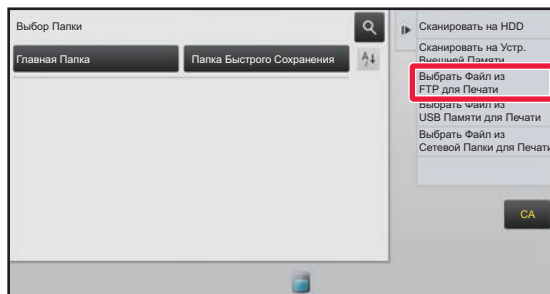 Выбор Папки
Главная Папка
Папка Быстрого Сохранения
Сканировать на HDD
Сканировать на Устр.
Внешней Памяти
Выбрать Файл из
FTP для Печати
Выбрать Файл из
USB Памяти для Печати
Выбрать Файл из
Сетевой Папки для Печати
CA